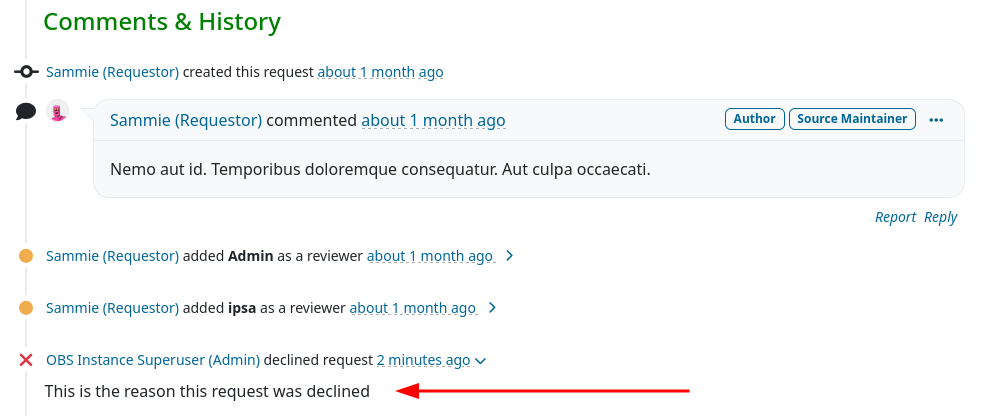 Comments & History
Sammie (Requestor) created this request about 1 month ago
Sammie (Requestor) commented about 1 month ago Author Source Maintainer ...
Nemo aut id. Temporibus doloremque consequatur. Aut culpa occaecati.
Report Reply
Sammie (Requestor) added Admin as a reviewer about 1 month ago
Sammie (Requestor) added ipsa as a reviewer about 1 month ago
OBS Instance Superuser (Admin) declined request 2 minutes ago
This is the reason this request was declined